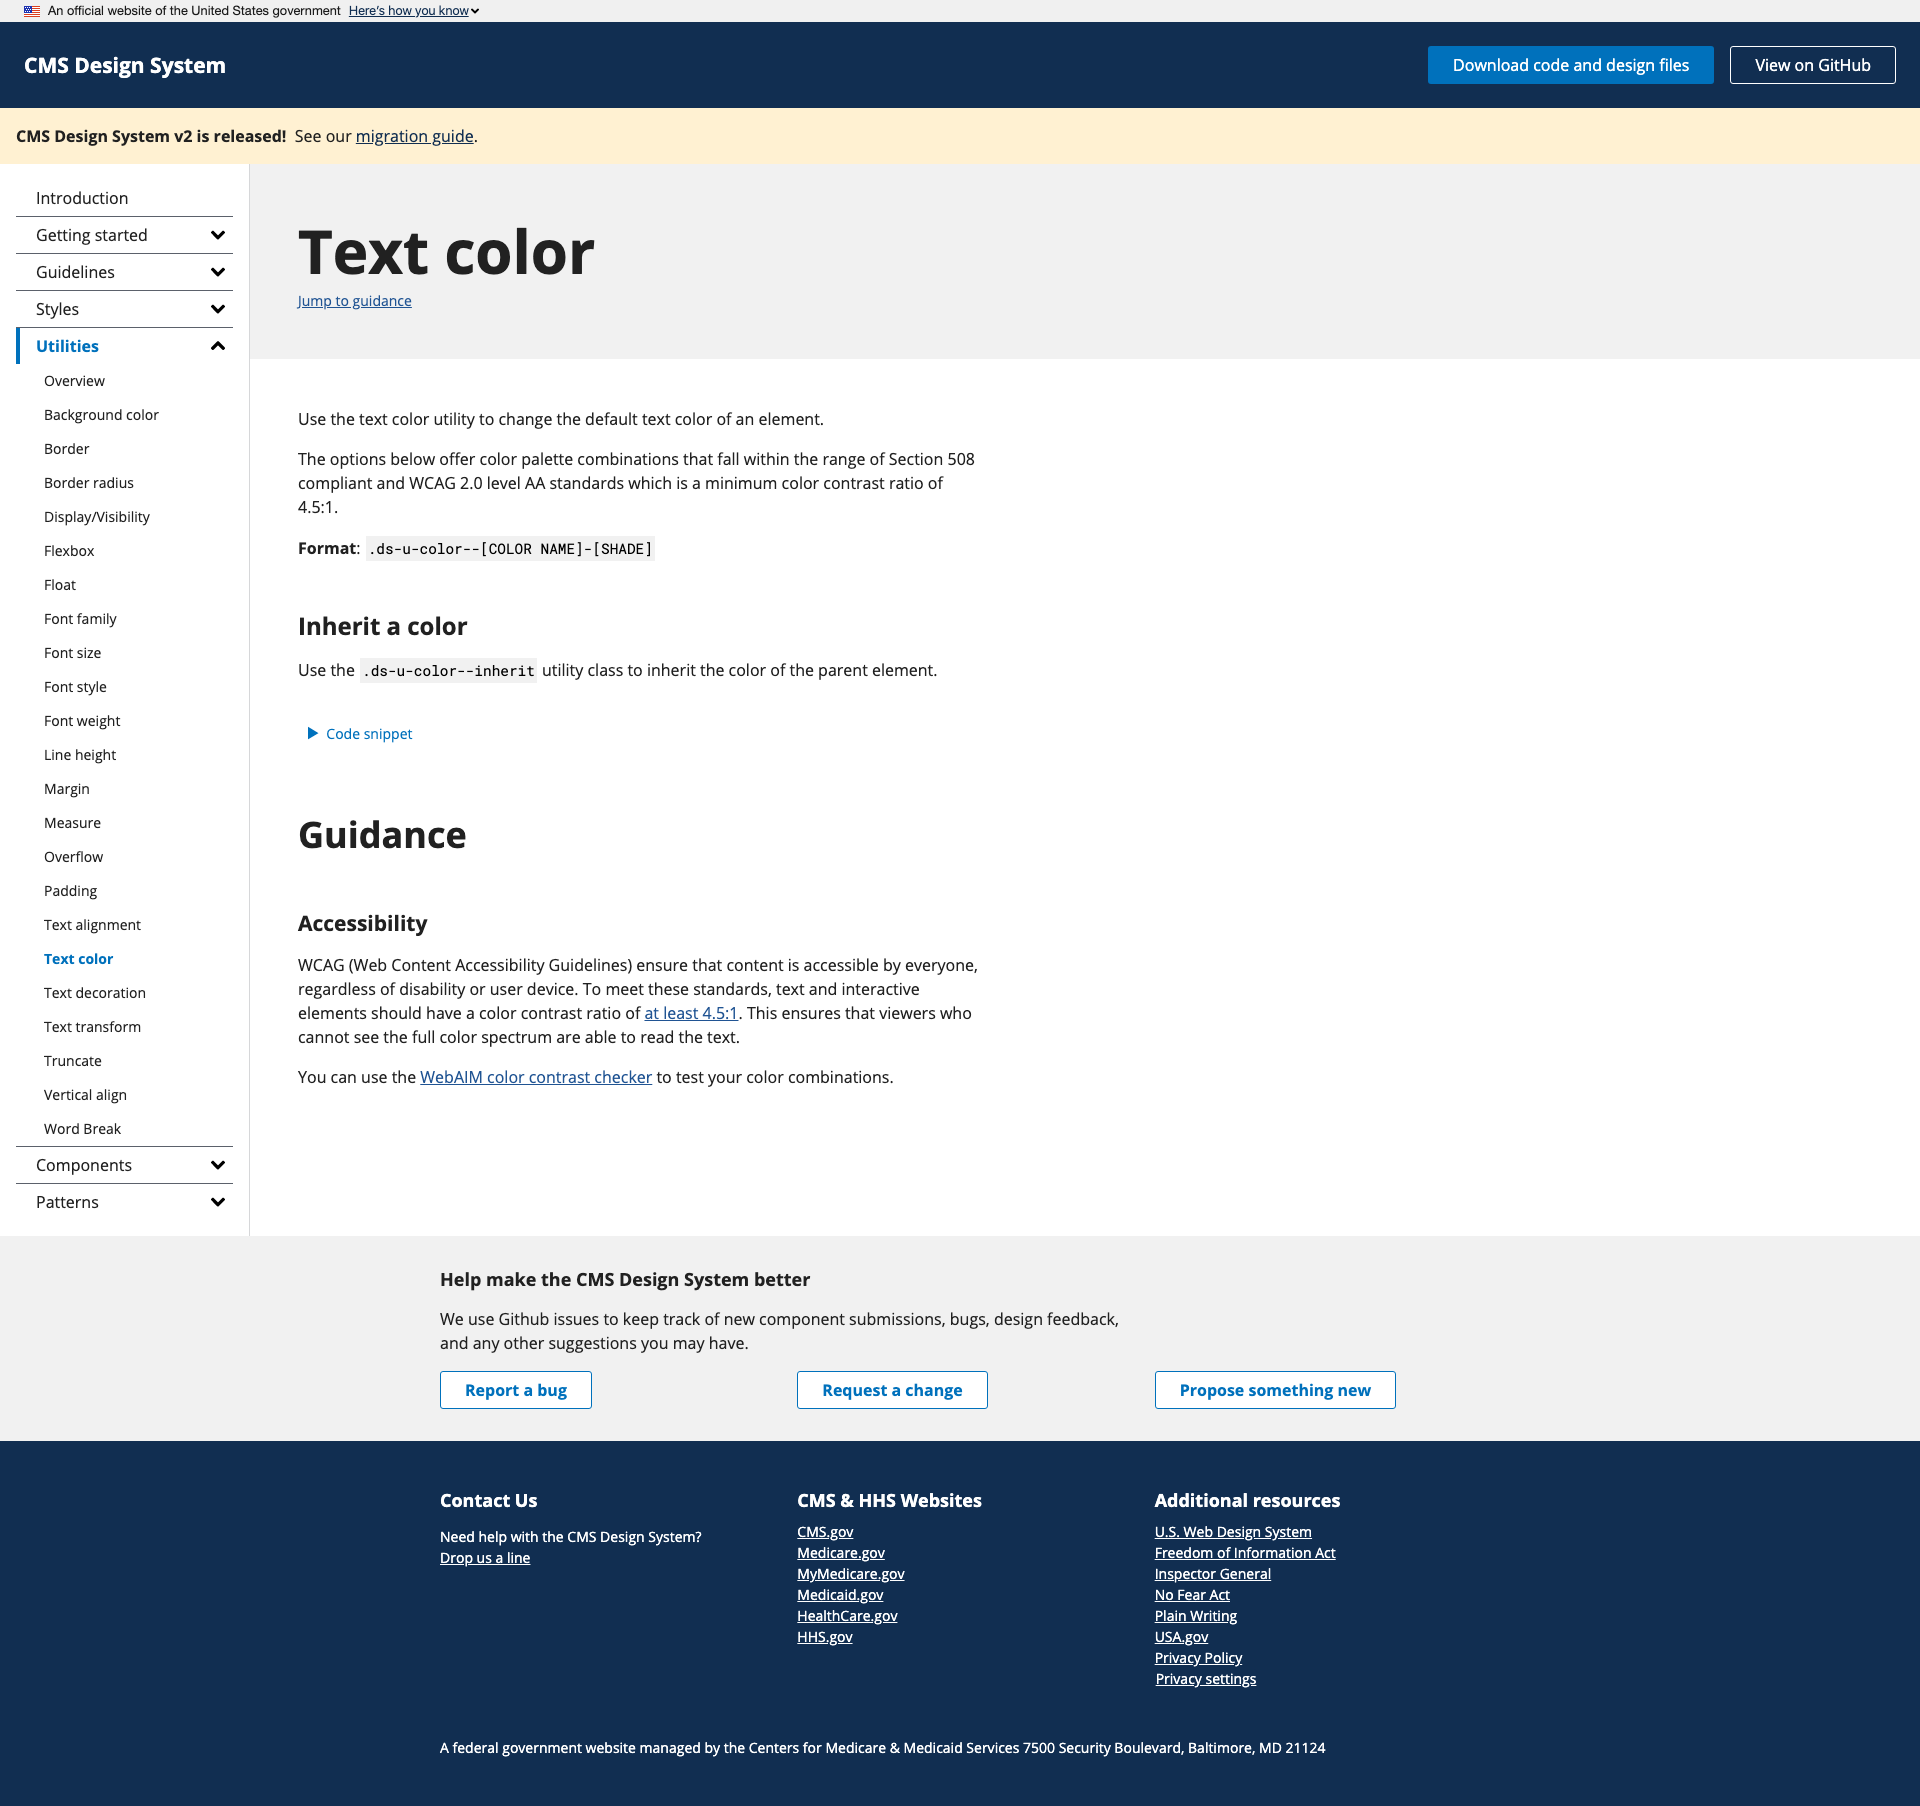 An official website of the United States government Here's how you know
CMS Design System
Download code and design files
View on GitHub
CMS Design System v2 is released! See our migration guide.
Introduction
Getting started
Guidelines
Styles
Utilities
Overview
Background color
Border
Border radius
Display/Visibility
Flexbox
Float
Font family
Font size
Font style
Font weight
Line height
Margin
Measure
Overflow
Padding
Text alignment
Text color
Text decoration
Text transform
Truncate
Vertical align
Word Break
Components
Patterns
Text color
Jump to guidance
Use the text color utility to change the default text color of an element.
The options below offer color palette combinations that fall within the range of Section 508
compliant and WCAG 2.0 level AA standards which is a minimum color contrast ratio of
4.5:1.
Format: .ds-u-color--[COLOR NAME]-[SHADE]
Inherit a color
Use the .ds-u-color--inherit utility class to inherit the color of the parent element.
Code snippet
Guidance
Accessibility
WCAG (Web Content Accessibility Guidelines) ensure that content is accessible by everyone,
regardless of disability or user device. To meet these standards, text and interactive
elements should have a color contrast ratio of at least 4.5:1. This ensures that viewers who
cannot see the full color spectrum are able to read the text.
You can use the WebAIM color contrast checker to test your color combinations.
Help make the CMS Design System better
We use Github issues to keep track of new component submissions, bugs, design feedback,
and any other suggestions you may have.
Report a bug
Request a change
Propose something new
Contact Us
Need help with the CMS Design System?
Drop us a line
CMS & HHS Websites
CMS.gov
Medicare.gov
MyMedicare.gov
Medicaid.gov
HealthCare.gov
HHS.gov
Additional resources
U.S. Web Design System
Freedom of Information Act
Inspector General
No Fear Act
Plain Writing
USA.gov
Privacy Policy
Privacy settings
A federal government website managed by the Centers for Medicare & Medicaid Services 7500 Security Boulevard, Baltimore, MD 21124